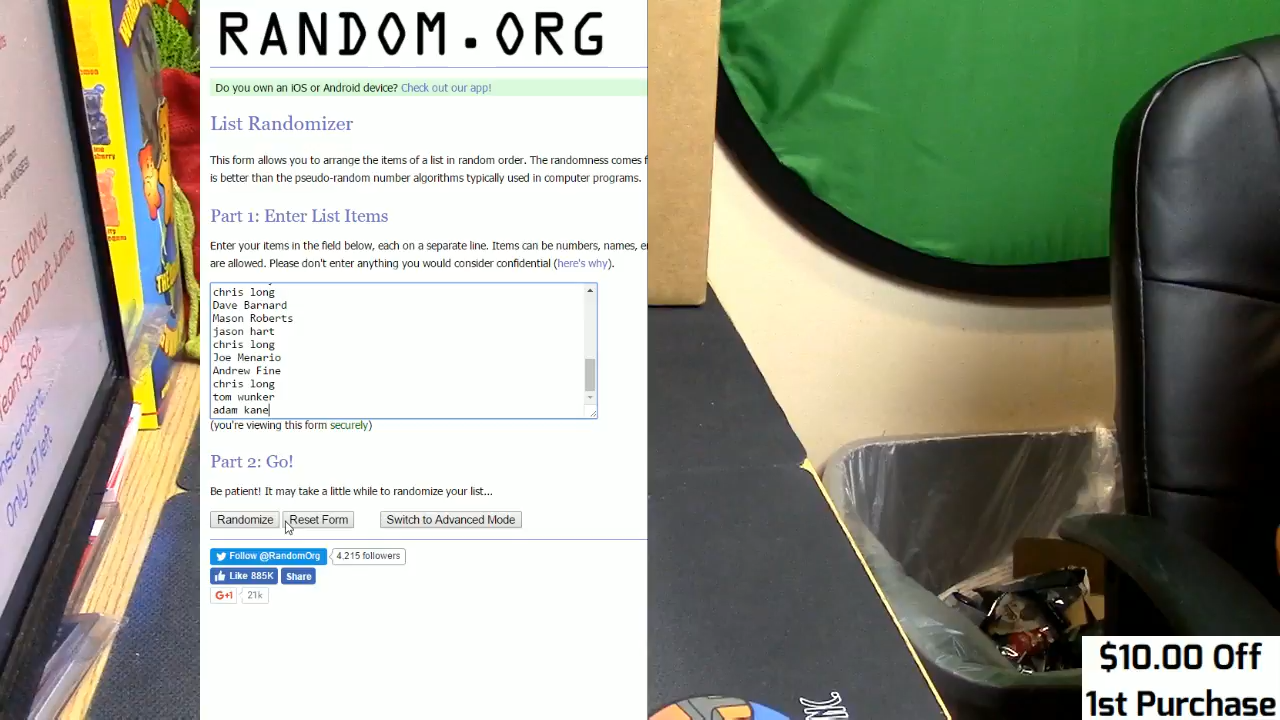 RANDOM.ORG
Do you own an iOS or Android device? Check out our app!
List Randomizer
This form allows you to arrange the items of a list in random order. The randomness comes f
is better than the pseudo-random number algorithms typically used in computer programs.
Part 1: Enter List Items
Enter your items in the field below, each on a separate line. Items can be numbers, names, e
are allowed. Please don't enter anything you would consider confidential (here's why).
chris long
Dave Barnard
Mason Roberts
jason hart
chris long
Joe Menario
Andrew Fine
chris long
tom wunker
adam kane
(you're viewing this form securely)
Part 2: Go!
Be patient! It may take a little while to randomize your list...
Randomize
Reset Form
Switch to Advanced Mode
Follow @RandomOrg
4,215 followers
Like 885K
Share
G+1
21k
Team Spot
Only 147 left
$10.00 Off
1st Purchase